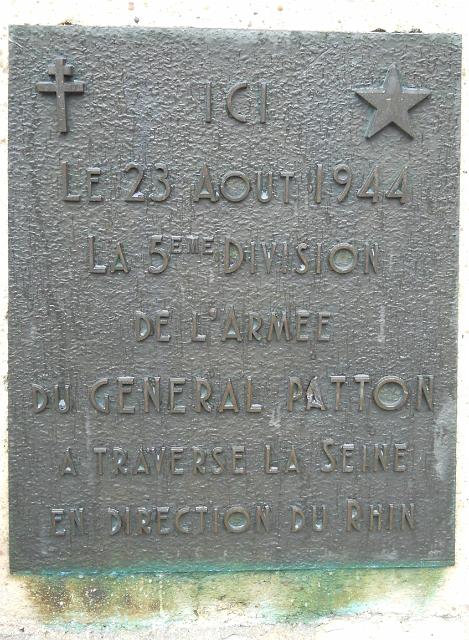 ICI
LE 23 AOUT 1944
LA 5EME DIVISION
DE L'ARMEE
DU GENERAL PATTON
A TRAVERSE LA SEINE
EN DIRECTION DU RHIN